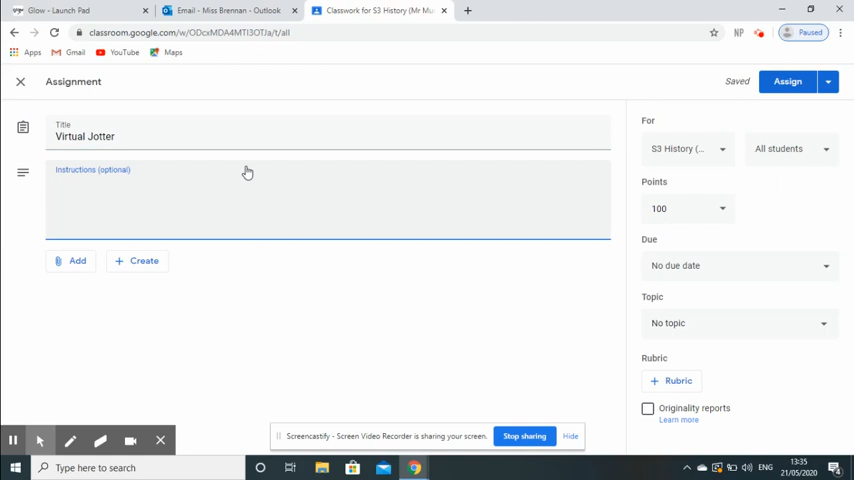 Glow - Launch Pad
Email - Miss Brennan - Outlook
Classwork for S3 History (Mr Mu
classroom.google.com/w/ODcxMDA4MTI3OTJa/t/all
NP
Paused
Apps
Gmail
YouTube
Maps
Assignment
Saved
Assign
Title
Virtual Jotter
Instructions (optional)
Add
Create
For
S3 History (...
All students
Points
100
Due
No due date
Topic
No topic
Rubric
+ Rubric
Originality reports
Learn more
Screencastify - Screen Video Recorder is sharing your screen.
Stop sharing
Hide
Type here to search
ENG
13:35
21/05/2020
4